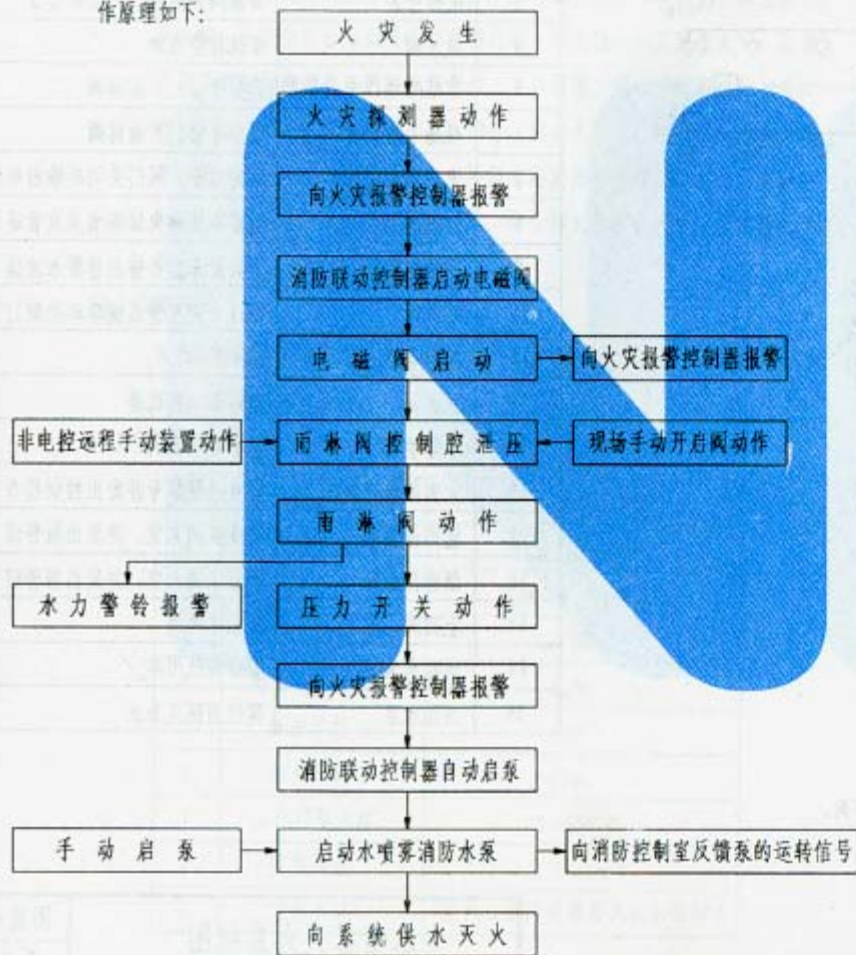 作原理如下:
火灾发生
火灾探测器动作
向火灾报警控制器报警
消防联动控制器启动电磁阀
电磁阀启动
向火灾报警控制器报警
非电控远程手动装置动作
雨淋阀控制腔泄压
现场手动开启阀动作
雨淋阀动作
水力警铃报警
压力开关动作
向火灾报警控制器报警
消防联动控制器自动启泵
手动启泵
启动水喷雾消防水泵
向消防控制室反馈泵的运转信号
向系统供水灭火